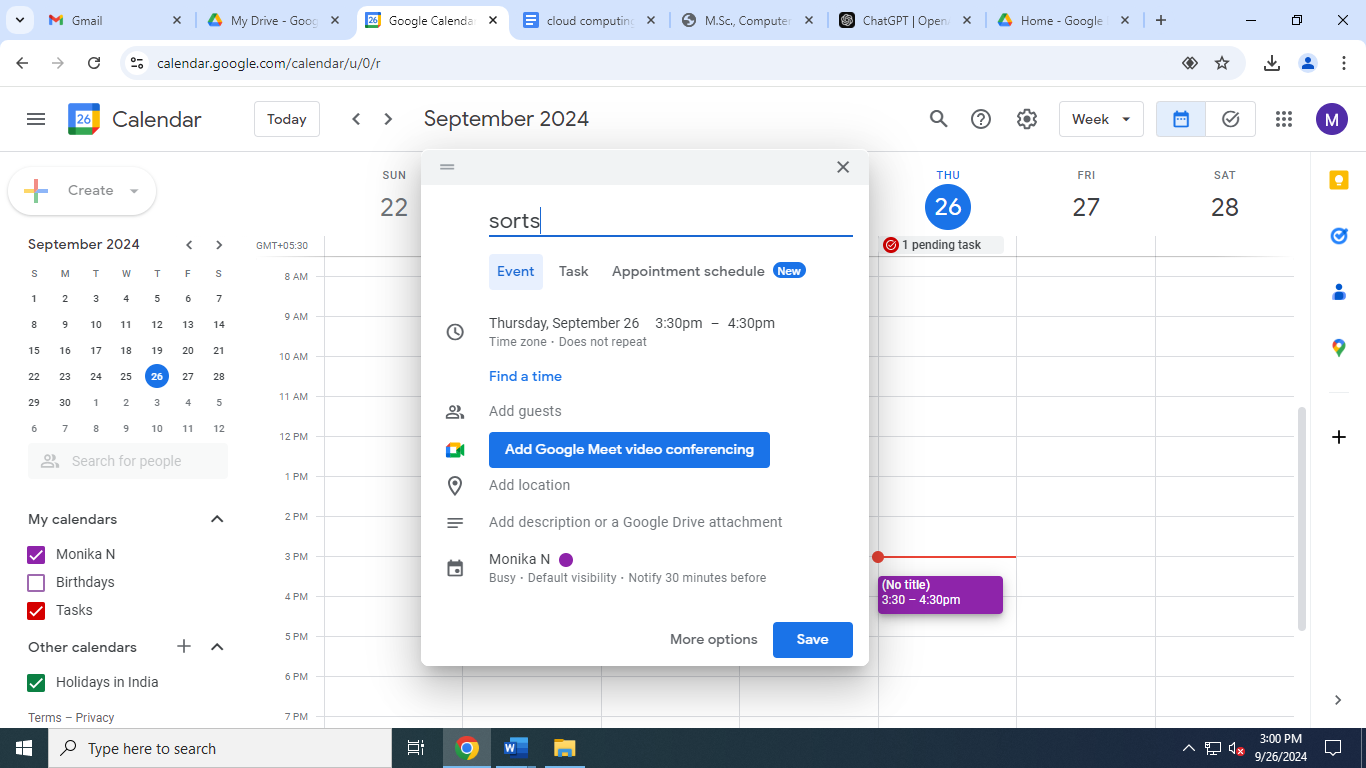 Gmail
My Drive - Goog
Google Calenda
cloud computing
M.Sc., Compute
ChatGPT | OpenA
Home - Google
calendar.google.com/calendar/u/0/r
26
Calendar
Today
September 2024
Week
M
Create
September 2024
S M T W T F S
1 2 3 4 5 6 7
8 9 10 11 12 13 14
15 16 17 18 19 20 21
22 23 24 25 26 27 28
29 30 1 2 3 4 5
6 7 8 9 10 11 12
Search for people
My calendars
Monika N
Birthdays
Tasks
Other calendars
Holidays in India
Terms – Privacy
SUN
22
THU
26
FRI
27
SAT
28
GMT+05:30
1 pending task
8 AM
9 AM
10 AM
11 AM
12 PM
1 PM
2 PM
3 PM
4 PM
5 PM
6 PM
7 PM
(No title)
3:30 – 4:30pm
sorts
Event Task Appointment schedule New
Thursday, September 26 3:30pm – 4:30pm
Time zone · Does not repeat
Find a time
Add guests
Add Google Meet video conferencing
Add location
Add description or a Google Drive attachment
Monika N
Busy · Default visibility · Notify 30 minutes before
More options Save
Type here to search
3:00 PM
9/26/2024